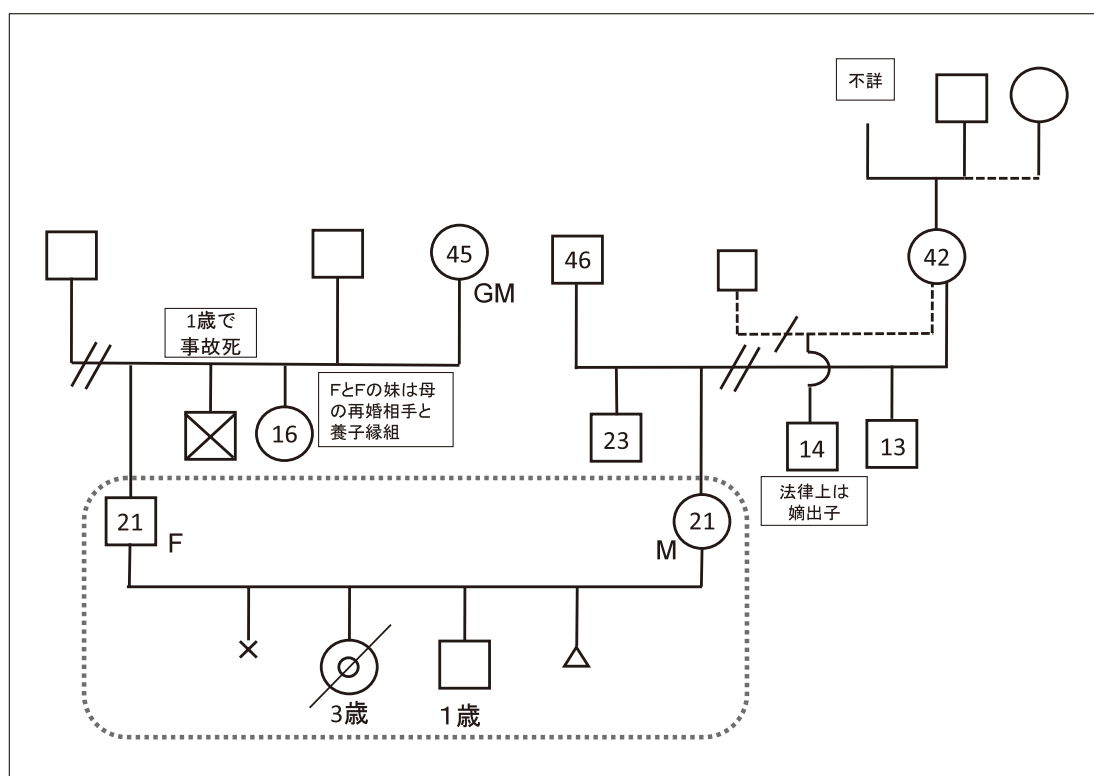 不詳
45
GM
46
42
1歳で
事故死
FとFの妹は母
の再婚相手と
養子縁組
16
23
14
13
法律上は
嫡出子
21
F
21
M
3歳
1歳